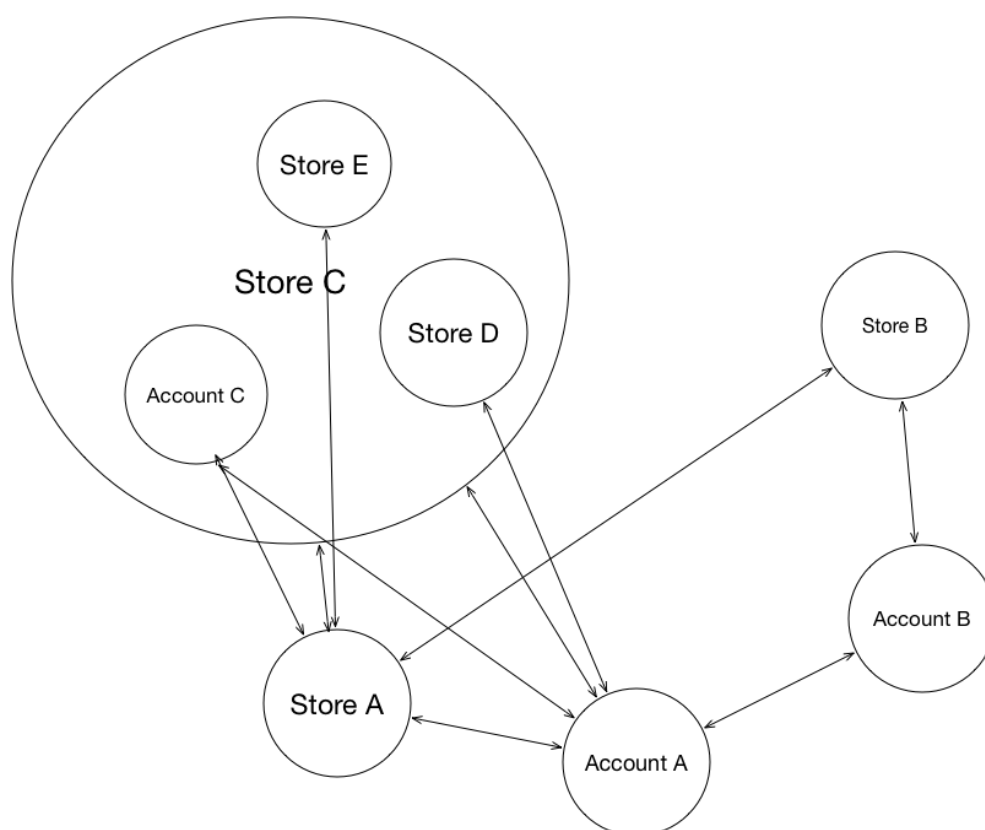 Store E
Store C
Store D
Store B
Account C
Account B
Store A
Account A